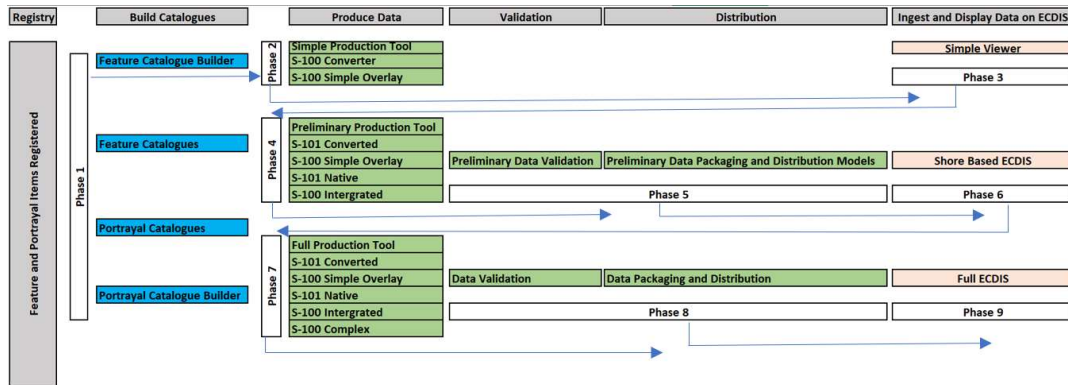 Registry
Build Catalogues
Produce Data
Validation
Distribution
Ingest and Display Data on ECDIS
Feature and Portrayal Items Registered
Phase 1
Feature Catalogue Builder
Phase 2
Simple Production Tool
S-100 Converter
S-100 Simple Overlay
Simple Viewer
Phase 3
Feature Catalogues
Phase 4
Preliminary Production Tool
S-101 Converted
S-100 Simple Overlay
S-101 Native
S-100 Intergrated
Preliminary Data Validation
Preliminary Data Packaging and Distribution Models
Shore Based ECDIS
Phase 5
Phase 6
Portrayal Catalogues
Portrayal Catalogue Builder
Phase 7
Full Production Tool
S-101 Converted
S-100 Simple Overlay
S-101 Native
S-100 Intergrated
S-100 Complex
Data Validation
Data Packaging and Distribution
Full ECDIS
Phase 8
Phase 9